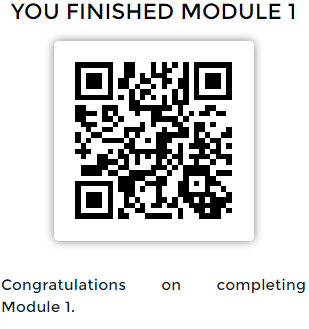 YOU FINISHED MODULE 1
Congratulations on completing
Module 1.